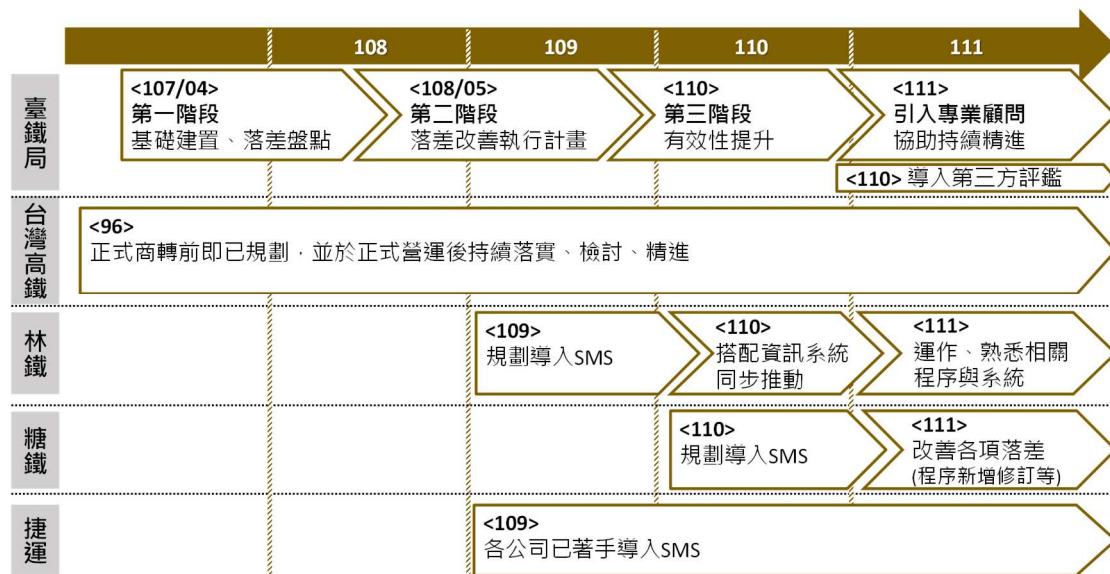 108 109 110 111
臺鐵局
<107/04>
第一階段
基礎建置、落差盤點
<108/05>
第二階段
落差改善執行計畫
<110>
第三階段
有效性提升
<111>
引入專業顧問
協助持續精進
<110> 導入第三方評鑑
台灣高鐵
<96>
正式商轉前即已規劃，並於正式營運後持續落實、檢討、精進
林鐵
<109>
規劃導入SMS
<110>
搭配資訊系統
同步推動
<111>
運作、熟悉相關
程序與系統
糖鐵
<110>
規劃導入SMS
<111>
改善各項落差
(程序新增修訂等)
捷運
<109>
各公司已著手導入SMS